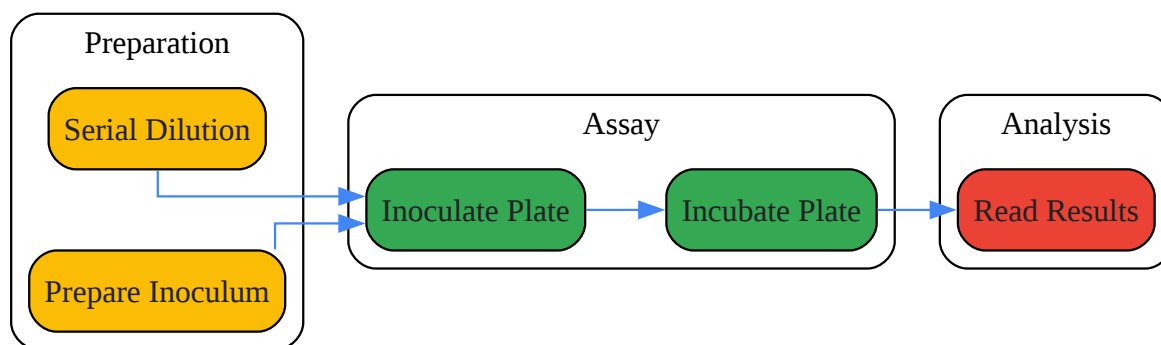 Preparation
Serial Dilution
Prepare Inoculum
Assay
Inoculate Plate
Incubate Plate
Analysis
Read Results